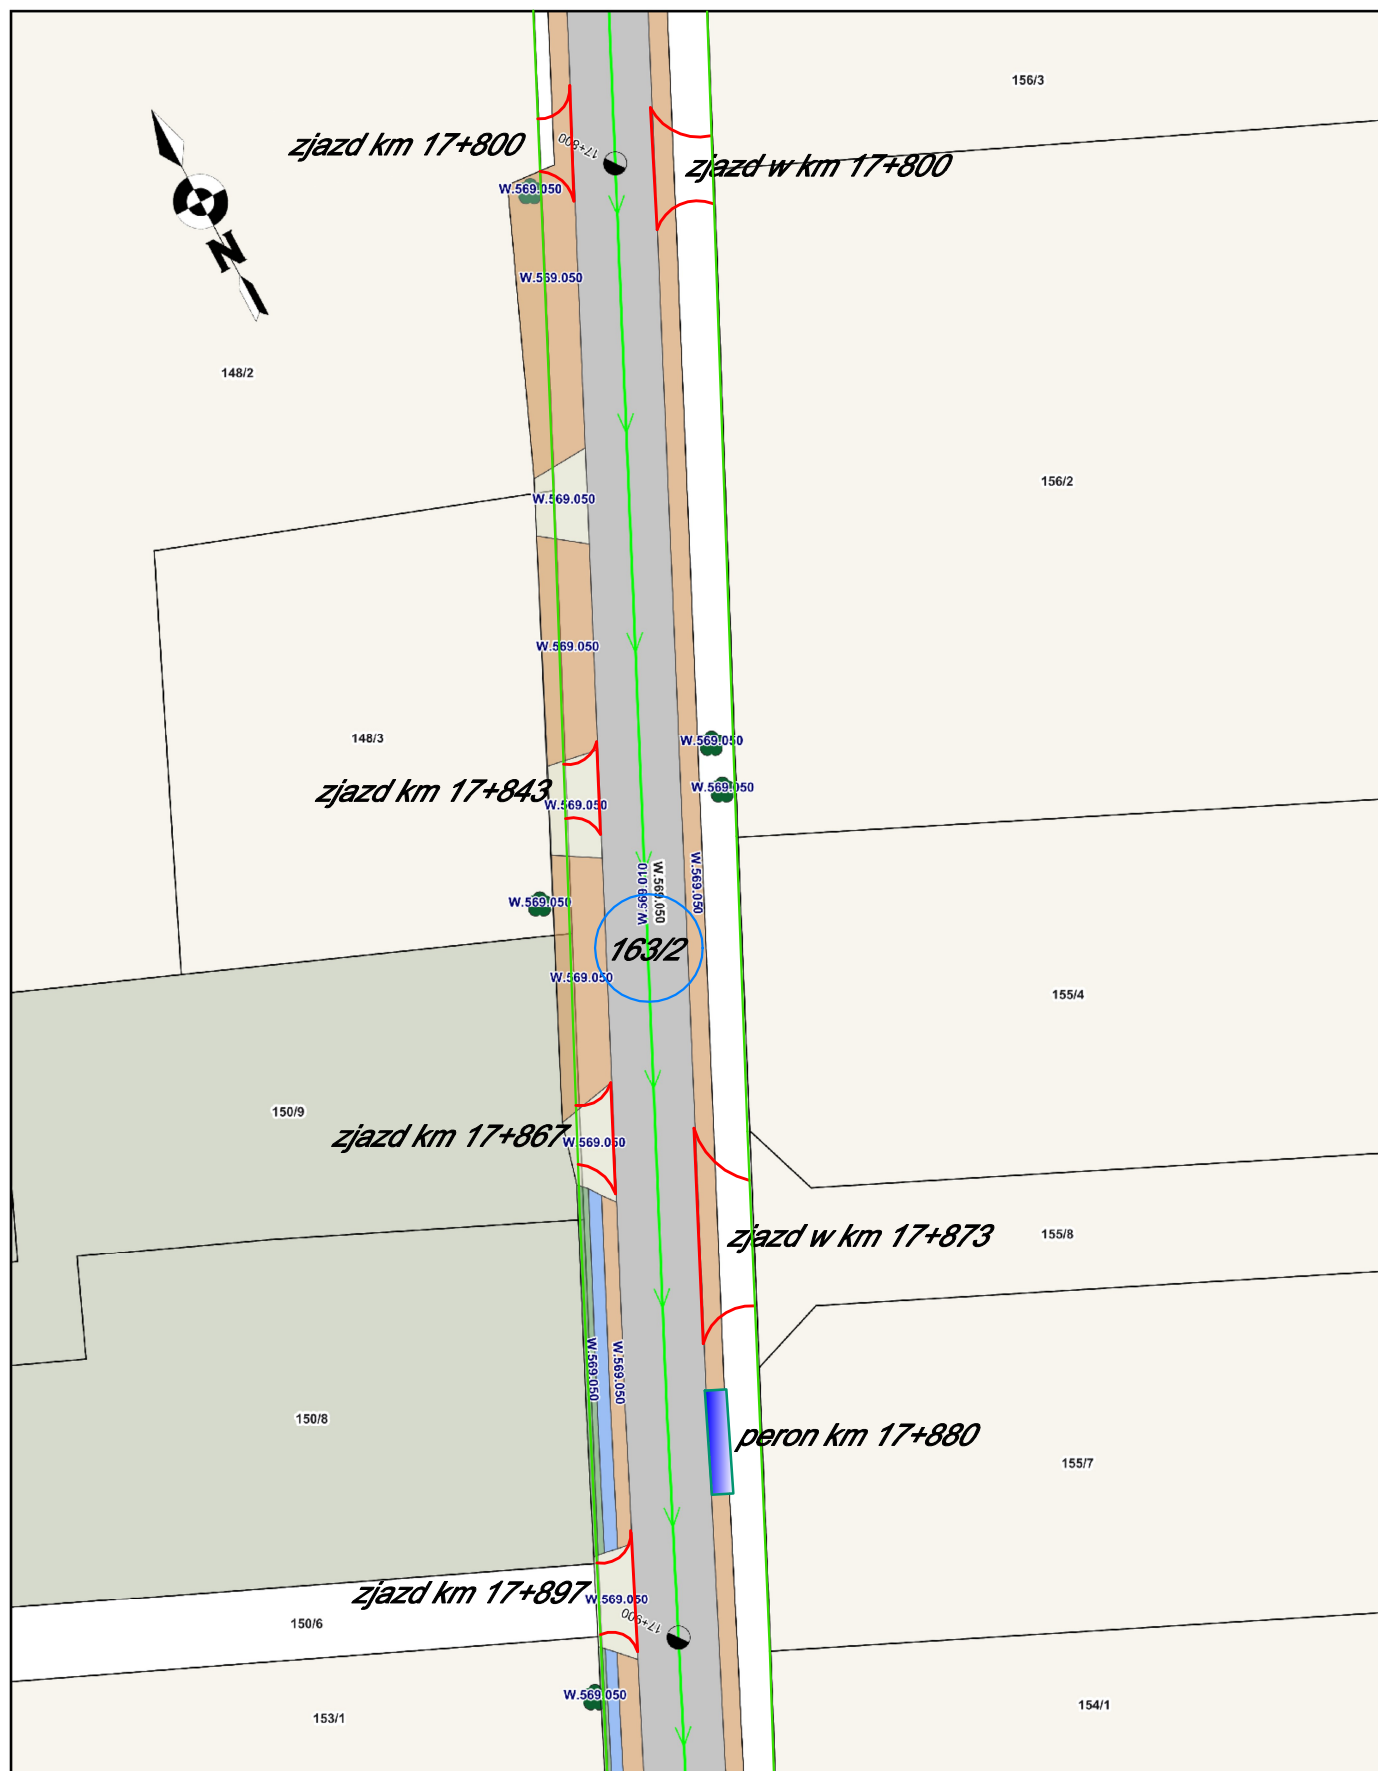 156/3
zjazd km 17+800
17+800
zjazd w km 17+800
W.569.050
N
W.569.050
148/2
156/2
W.569.050
W.569.050
148/3
W.569.050
zjazd km 17+843
W.569.050
W.569.050
W.569.010
W.569.050
W.569.050
W.569.050
163/2
W.569.050
155/4
150/9
zjazd km 17+867
W.569.050
zjazd w km 17+873
155/8
W.569.050
W.569.050
150/8
peron km 17+880
155/7
zjazd km 17+897
W.569.050
17+900
150/6
W.569.050
153/1
154/1